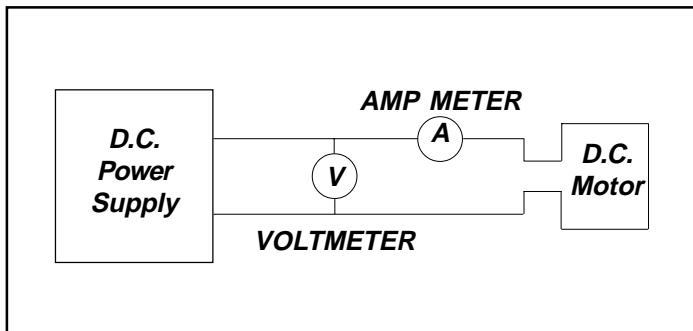 D.C.
Power
Supply
AMP METER
A
V
VOLTMETER
D.C.
Motor